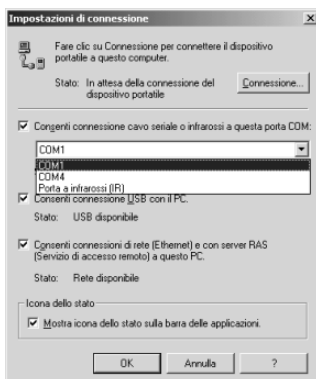 Impostazioni di connessione
Fare clic su Connessione per connettere il dispositivo
portatile a questo computer.
Stato: In attesa della connessione del
dispositivo portatile
Connessione...
Consenti connessione cavo seriale o infrarossi a questa porta COM:
COM1
COM1
COM4
Porta a infrarossi (IR)
Consenti connessione USB con il PC.
Stato: USB disponibile
Consenti connessioni di rete (Ethernet) e con server RAS
(Servizio di accesso remoto) a questo PC.
Stato: Rete disponibile
Icona dello stato
Mostra icona dello stato sulla barra delle applicazioni.
OK Annulla ?